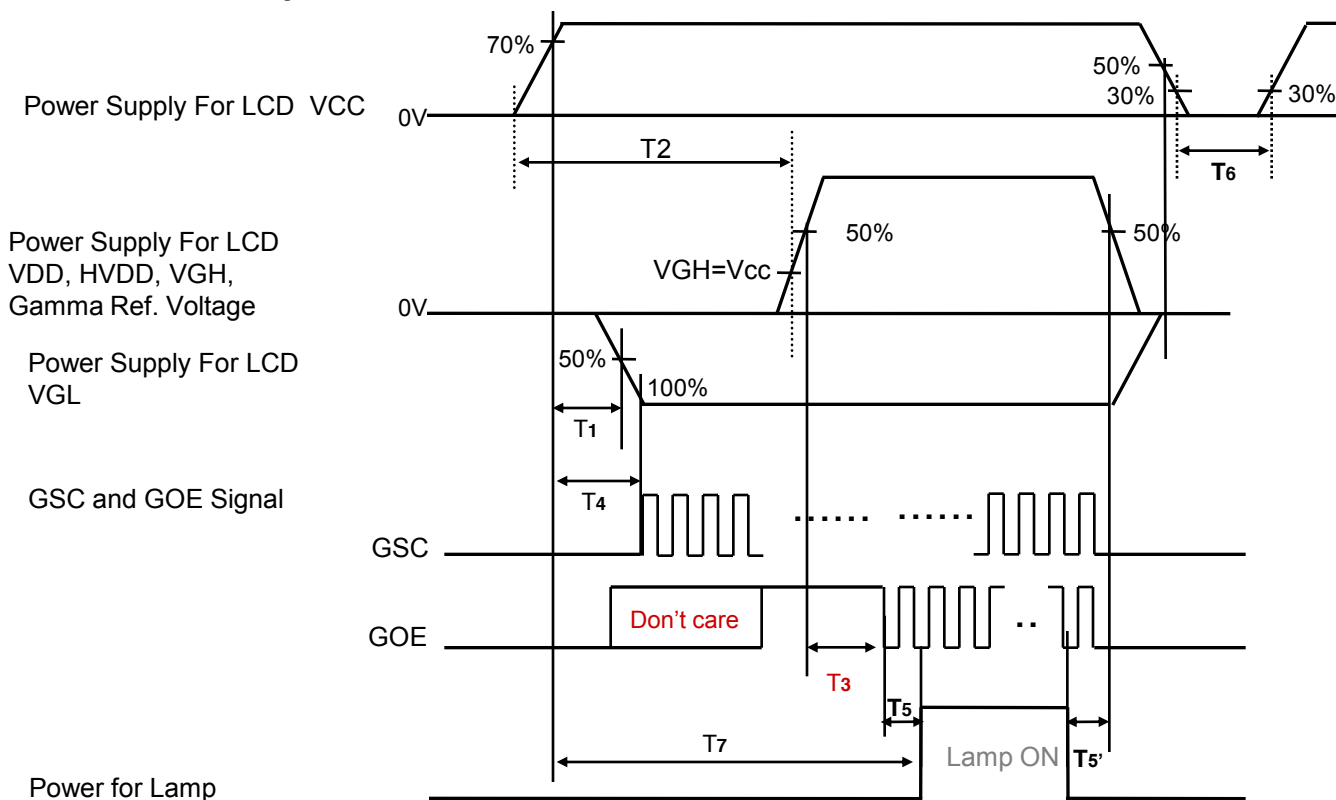 70%
50%
30%
30%
Power Supply For LCD VCC
0V
T2
T6
Power Supply For LCD
VDD, HVDD, VGH,
Gamma Ref. Voltage
50%
50%
VGH=Vcc
0V
Power Supply For LCD
VGL
50%
100%
T1
T4
GSC and GOE Signal
...... ......
GSC
Don't care
..
GOE
T3
T5
T7
Lamp ON
T5'
Power for Lamp